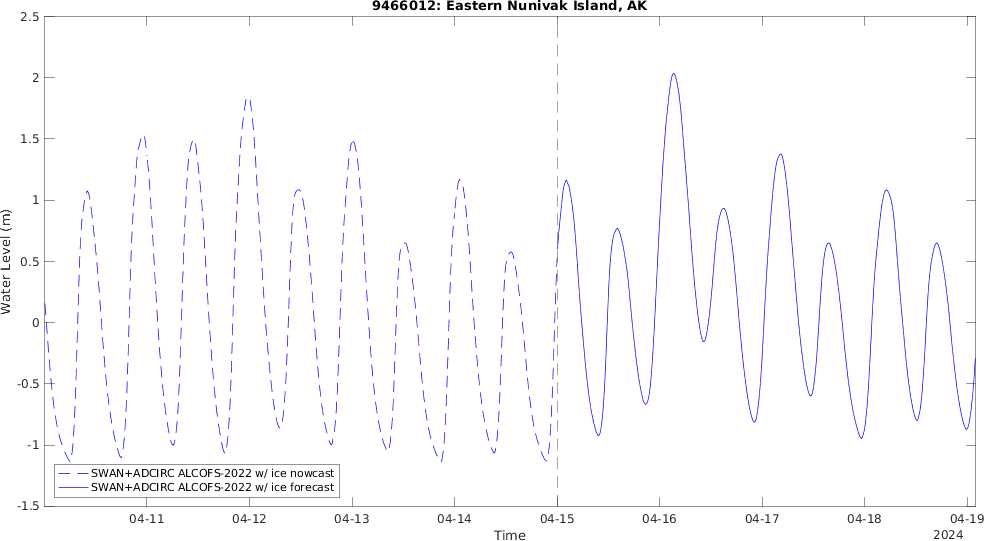 9466012: Eastern Nunivak Island, AK
2.5
2
1.5
1
0.5
0
-0.5
-1
-1.5
Water Level (m)
SWAN+ADCIRC ALCOFS-2022 w/ ice nowcast
SWAN+ADCIRC ALCOFS-2022 w/ ice forecast
04-11 04-12 04-13 04-14 04-15 04-16 04-17 04-18 04-19
Time
2024